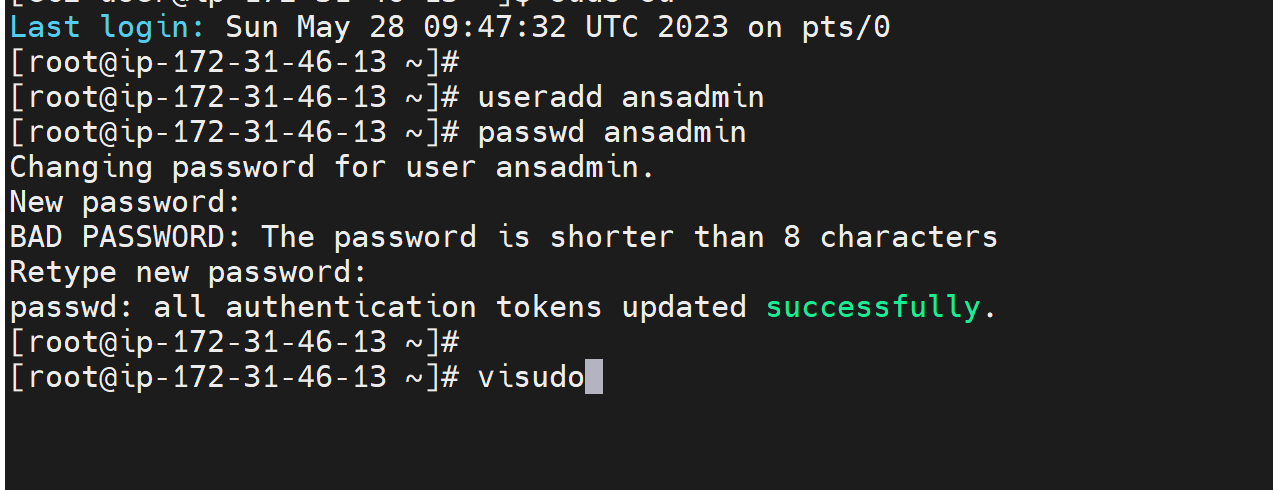 Last login: Sun May 28 09:47:32 UTC 2023 on pts/0
[root@ip-172-31-46-13 ~]#
[root@ip-172-31-46-13 ~]# useradd ansadmin
[root@ip-172-31-46-13 ~]# passwd ansadmin
Changing password for user ansadmin.
New password:
BAD PASSWORD: The password is shorter than 8 characters
Retype new password:
passwd: all authentication tokens updated successfully.
[root@ip-172-31-46-13 ~]#
[root@ip-172-31-46-13 ~]# visudo